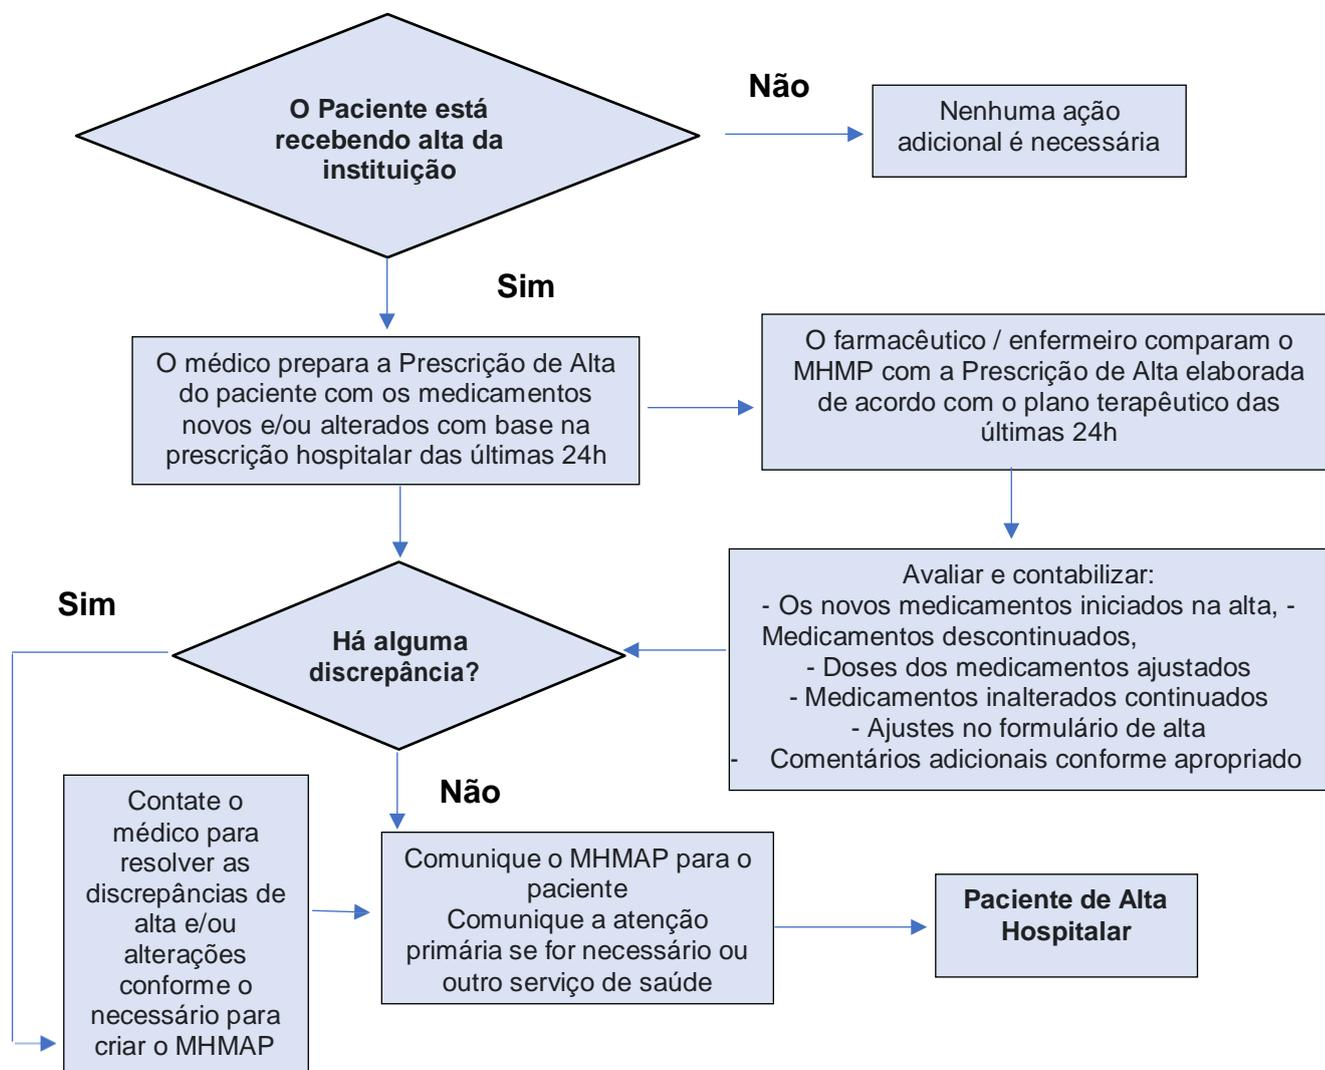 O Paciente está
recebendo alta da
instituição
Não
Nenhuma ação
adicional é necessária
Sim
O médico prepara a Prescrição de Alta
do paciente com os medicamentos
novos e/ou alterados com base na
prescrição hospitalar das últimas 24h
O farmacêutico / enfermeiro comparam o
MHMP com a Prescrição de Alta elaborada
de acordo com o plano terapêutico das
últimas 24h
Avaliar e contabilizar:
- Os novos medicamentos iniciados na alta, -
Medicamentos descontinuados,
- Doses dos medicamentos ajustados
- Medicamentos inalterados continuados
- Ajustes no formulário de alta
- Comentários adicionais conforme apropriado
Sim
Há alguma
discrepância?
Não
Contate o
médico para
resolver as
discrepâncias de
alta e/ou
alterações
conforme o
necessário para
criar o MHMAP
Comunique o MHMAP para o
paciente
Comunique a atenção
primária se for necessário ou
outro serviço de saúde
Paciente de Alta
Hospitalar